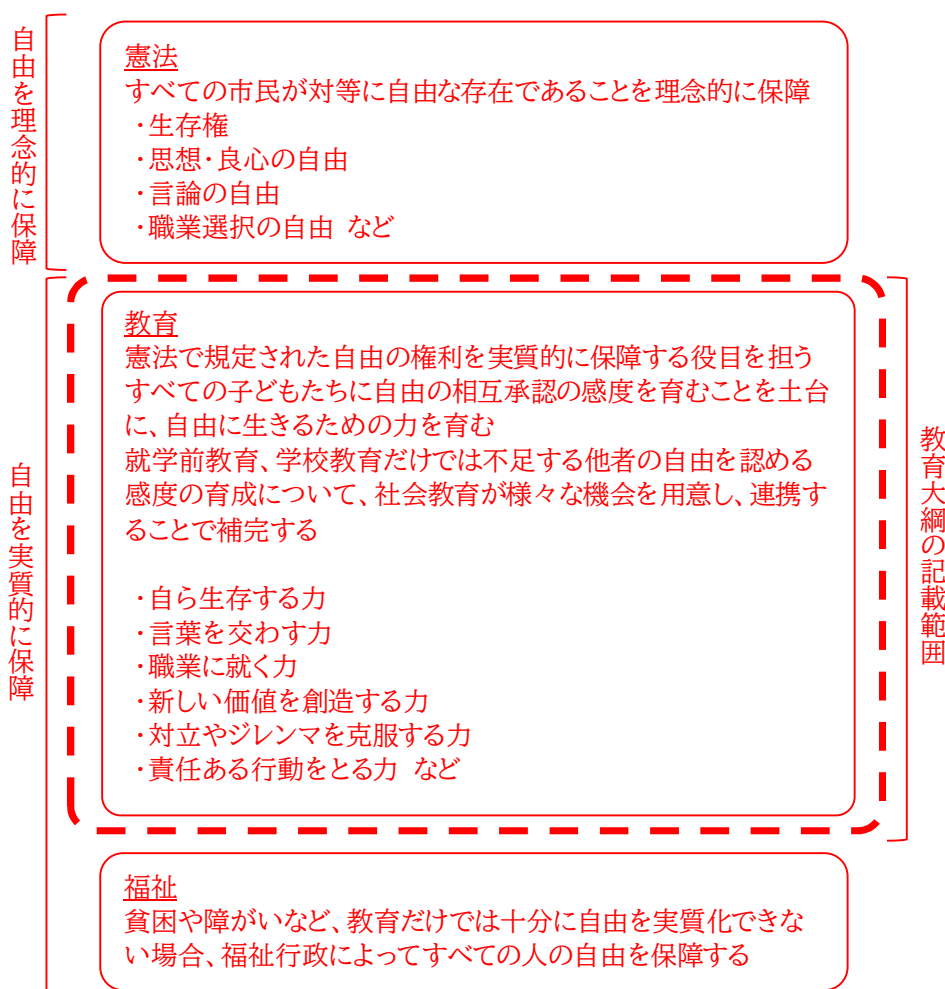 自由を理念的に保障
憲法
すべての市民が対等に自由な存在であることを理念的に保障
・生存権
・思想・良心の自由
・言論の自由
・職業選択の自由 など
自由を実質的に保障
教育
憲法で規定された自由の権利を実質的に保障する役目を担う
すべての子どもたちに自由の相互承認の感度を育むことを土台
に、自由に生きるための力を育む
就学前教育、学校教育だけでは不足する他者の自由を認める
感度の育成について、社会教育が様々な機会を用意し、連携す
ることで補完する
・自ら生存する力
・言葉を交わす力
・職業に就く力
・新しい価値を創造する力
・対立やジレンマを克服する力
・責任ある行動をとる力 など
教育大綱の記載範囲
福祉
貧困や障がいなど、教育だけでは十分に自由を実質化できな
い場合、福祉行政によってすべての人の自由を保障する